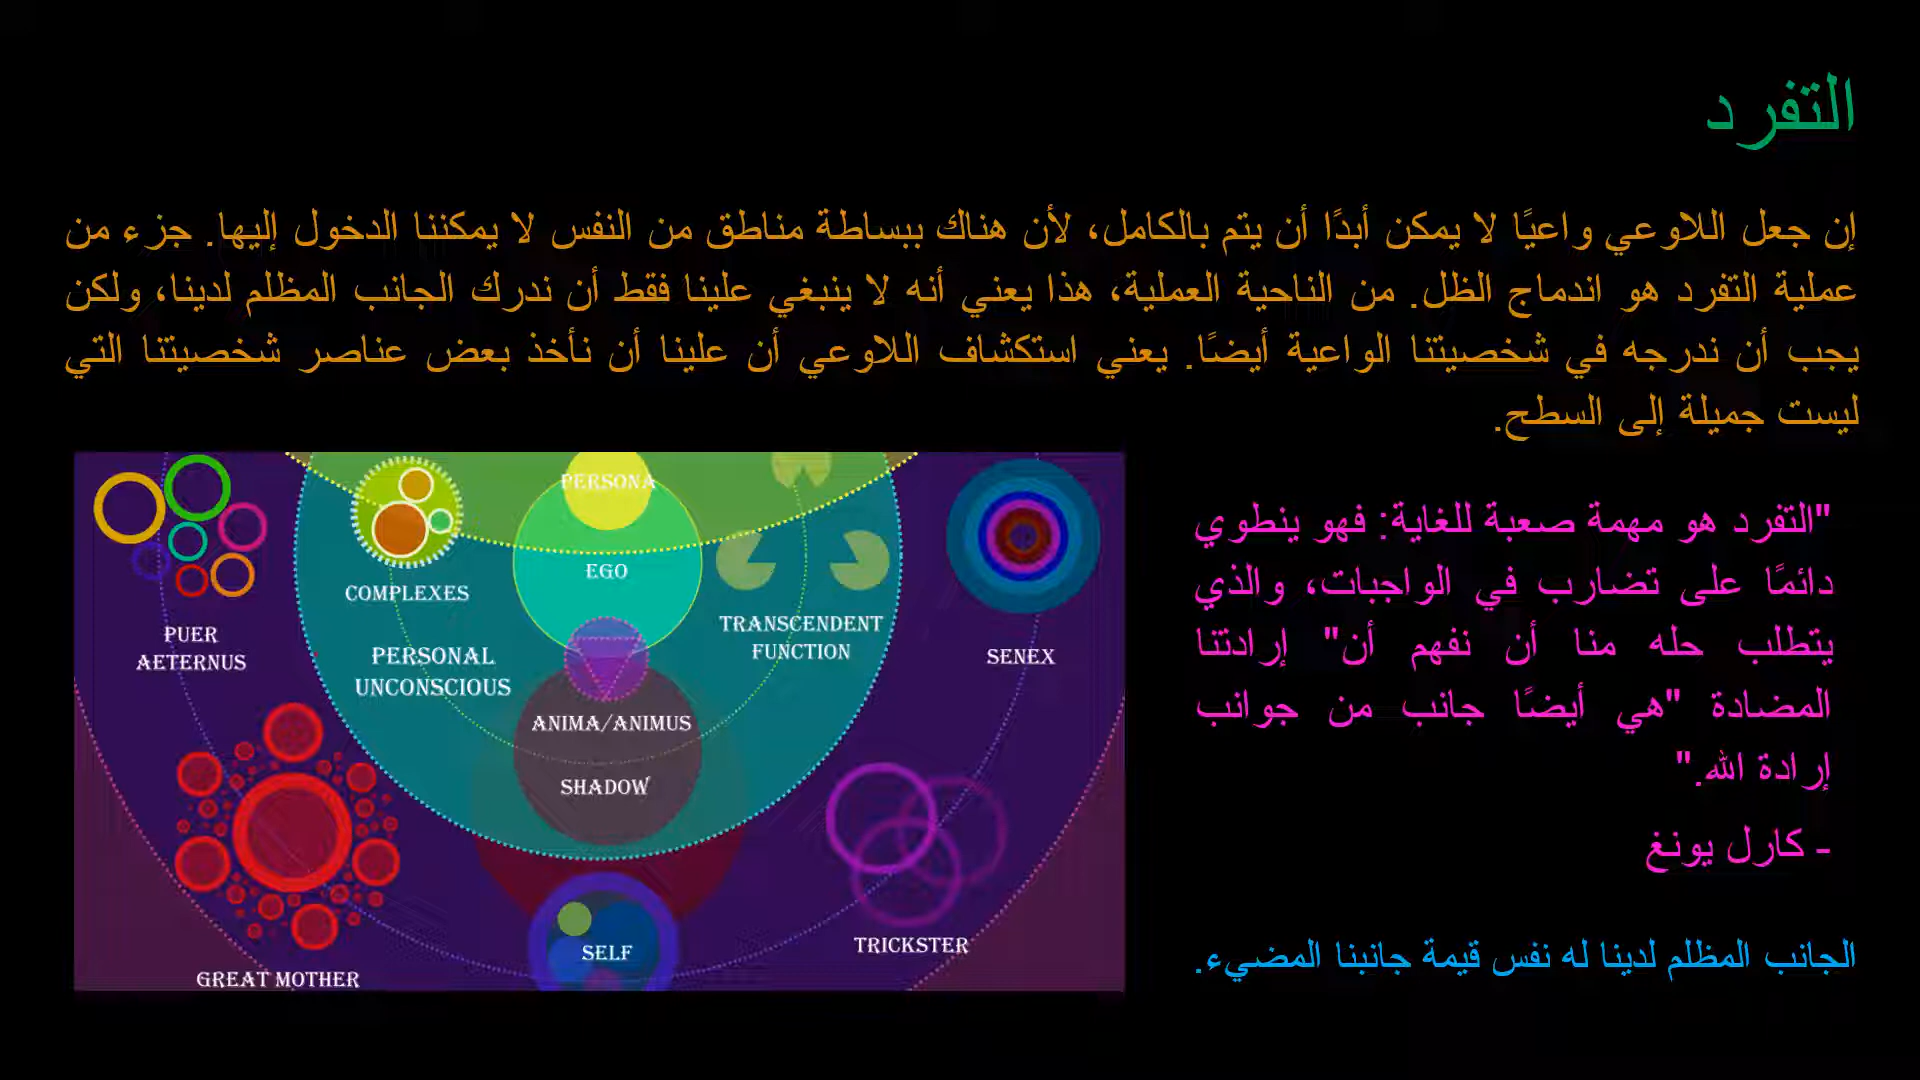 التفرد
إن جعل اللاوعي واعيًا لا يمكن أبدًا أن يتم بالكامل، لأن هناك ببساطة مناطق من النفس لا يمكننا الدخول إليها. جزء من
عملية التفرد هو اندماج الظل. من الناحية العملية، هذا يعني أنه لا ينبغي علينا فقط أن ندرك الجانب المظلم لدينا، ولكن
يجب أن ندرجه في شخصيتنا الواعية أيضًا. يعني استكشاف اللاوعي أن علينا أن نأخذ بعض عناصر شخصيتنا التي
ليست جميلة إلى السطح.
"التفرد هو مهمة صعبة للغاية: فهو ينطوي
دائمًا على تضارب في الواجبات، والذي
يتطلب حله منا أن نفهم أن" إرادتنا
المضادة "هي أيضًا جانب من جوانب
إرادة الله."
- كارل يونغ
الجانب المظلم لدينا له نفس قيمة جانبنا المضيء.
PERSONA
EGO
COMPLEXES
PERSONAL
UNCONSCIOUS
TRANSCENDENT
FUNCTION
PUER
AETERNUS
SENEX
ANIMA/ANIMUS
SHADOW
SELF
TRICKSTER
GREAT MOTHER